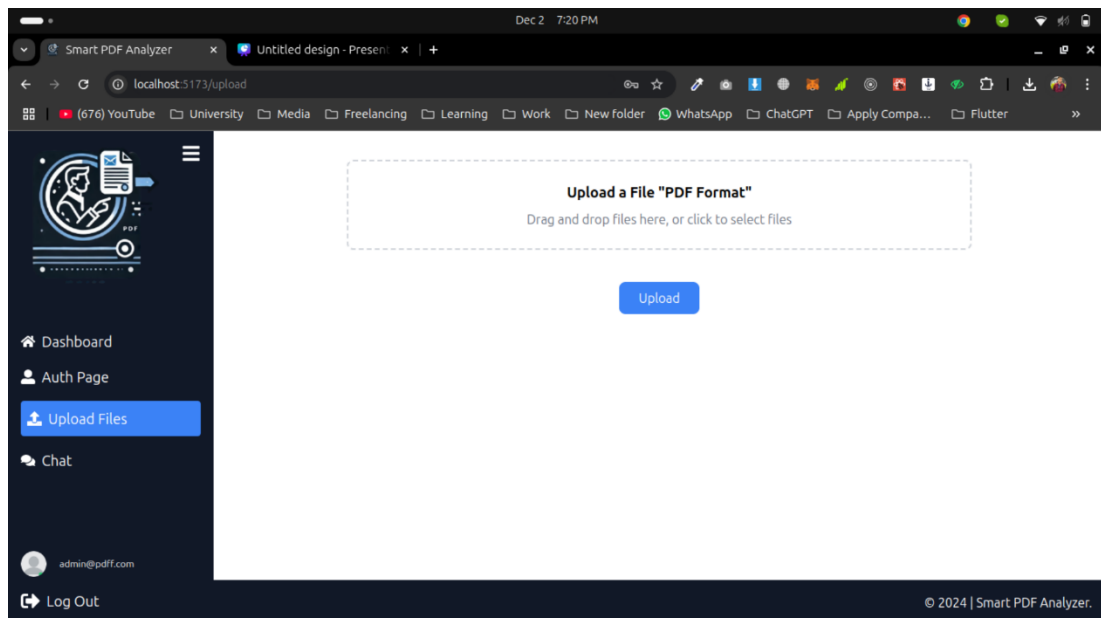 Dec 2 7:20 PM
Smart PDF Analyzer
Untitled design - Present
localhost:5173/upload
(676) YouTube
University
Media
Freelancing
Learning
Work
New folder
WhatsApp
ChatGPT
Apply Compa...
Flutter
»
PDF
Upload a File "PDF Format"
Drag and drop files here, or click to select files
Upload
Dashboard
Auth Page
Upload Files
Chat
admin@pdff.com
Log Out
© 2024 | Smart PDF Analyzer.